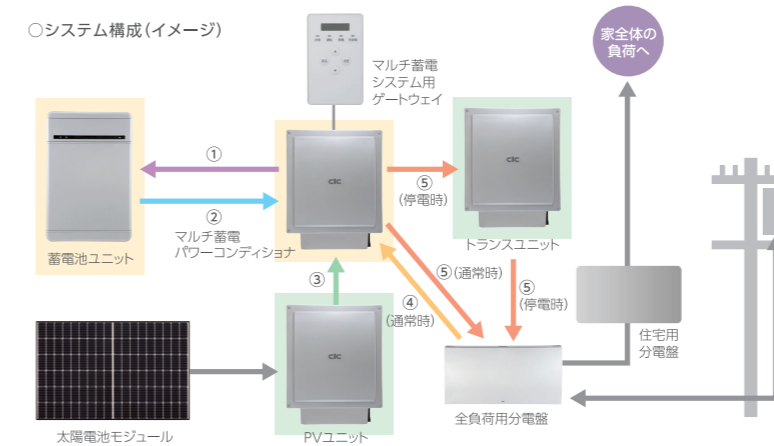 ○システム構成(イメージ)
家全体の
負荷へ
マルチ蓄電
システム用
ゲートウェイ
①
②
マルチ蓄電
パワーコンディショナ
蓄電池ユニット
⑤
(停電時)
トランスユニット
③
④
(通常時)
⑤(通常時)
⑤
(停電時)
住宅用
分電盤
全負荷用分電盤
太陽電池モジュール
PVユニット
CIC
CIC
CIC